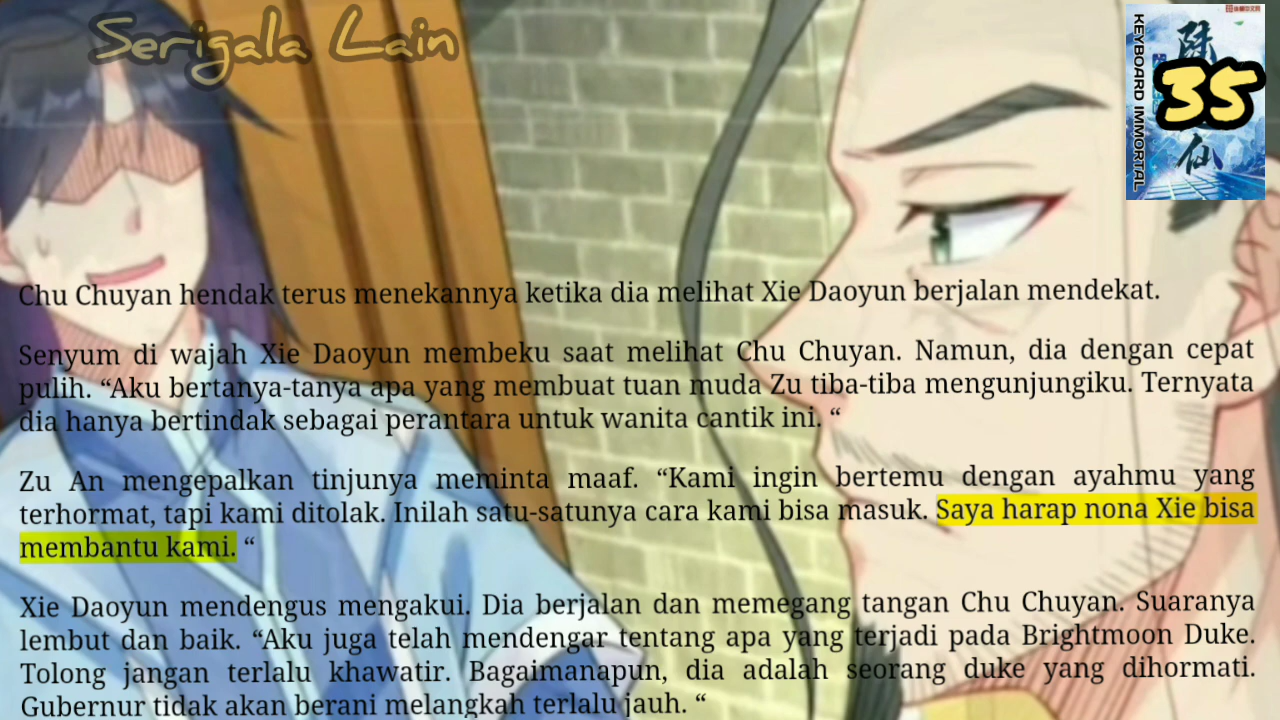 Serigala Lain
KEYBOARD IMMORTAL
35
仙
Chu Chuyan hendak terus menekannya ketika dia melihat Xie Daoyun berjalan mendekat.
Senyum di wajah Xie Daoyun membeku saat melihat Chu Chuyan. Namun, dia dengan cepat
pulih. “Aku bertanya-tanya apa yang membuat tuan muda Zu tiba-tiba mengunjungiku. Ternyata
dia hanya bertindak sebagai perantara untuk wanita cantik ini. “
Zu An mengepalkan tinjunya meminta maaf. “Kami ingin bertemu dengan ayahmu yang
terhormat, tapi kami ditolak. Inilah satu-satunya cara kami bisa masuk. Saya harap nona Xie bisa
membantu kami. “
Xie Daoyun mendengus mengakui. Dia berjalan dan memegang tangan Chu Chuyan. Suaranya
lembut dan baik. “Aku juga telah mendengar tentang apa yang terjadi pada Brightmoon Duke.
Tolong jangan terlalu khawatir. Bagaimanapun, dia adalah seorang duke yang dihormati.
Gubernur tidak akan berani melangkah terlalu jauh. “